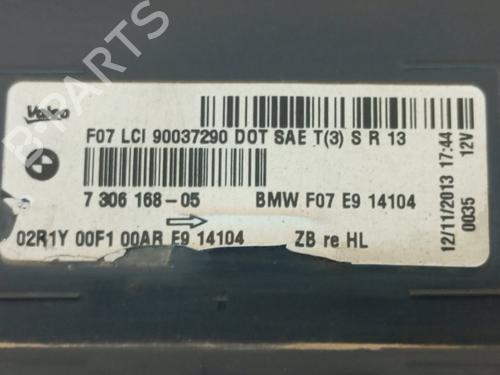 B-PARTS
Valeo
F07 LCI 90037290 DOT SAE T(3) S R 13
7 306 168-05 BMW F07 E9 14104
02R1Y 00F1 00AR E9 14104 ZB re HL
12/11/2013 17:44
0035 12V